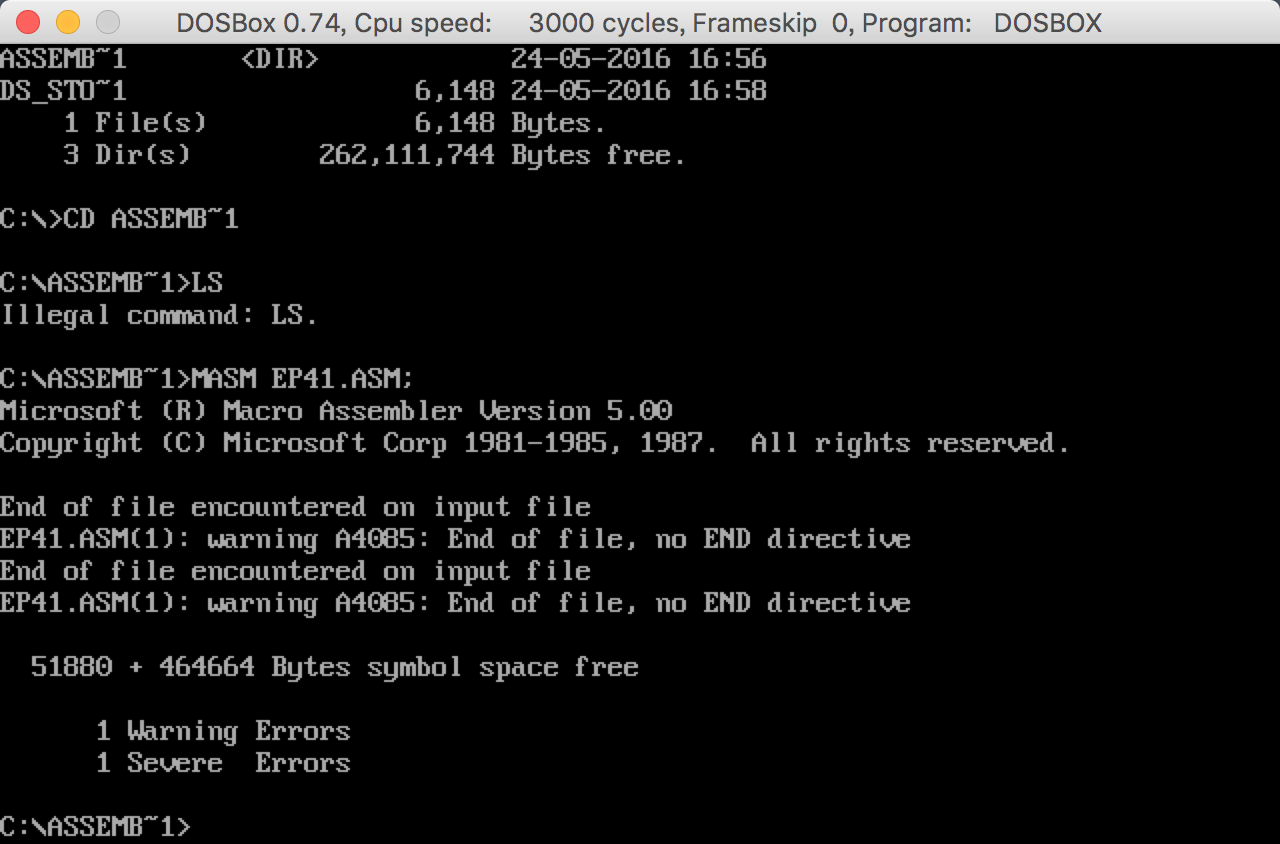 DOSBox 0.74, Cpu speed: 3000 cycles, Frameskip 0, Program: DOSBOX
ASSEMB~1 <DIR> 24-05-2016 16:56
DS_STO~1 6,148 24-05-2016 16:58
1 File(s) 6,148 Bytes.
3 Dir(s) 262,111,744 Bytes free.
C:\>CD ASSEMB~1
C:\ASSEMB~1>LS
Illegal command: LS.
C:\ASSEMB~1>MASM EP41.ASM;
Microsoft (R) Macro Assembler Version 5.00
Copyright (C) Microsoft Corp 1981-1985, 1987.  All rights reserved.
End of file encountered on input file
EP41.ASM(1): warning A4085: End of file, no END directive
End of file encountered on input file
EP41.ASM(1): warning A4085: End of file, no END directive
51880 + 464664 Bytes symbol space free
1 Warning Errors
1 Severe  Errors
C:\ASSEMB~1>